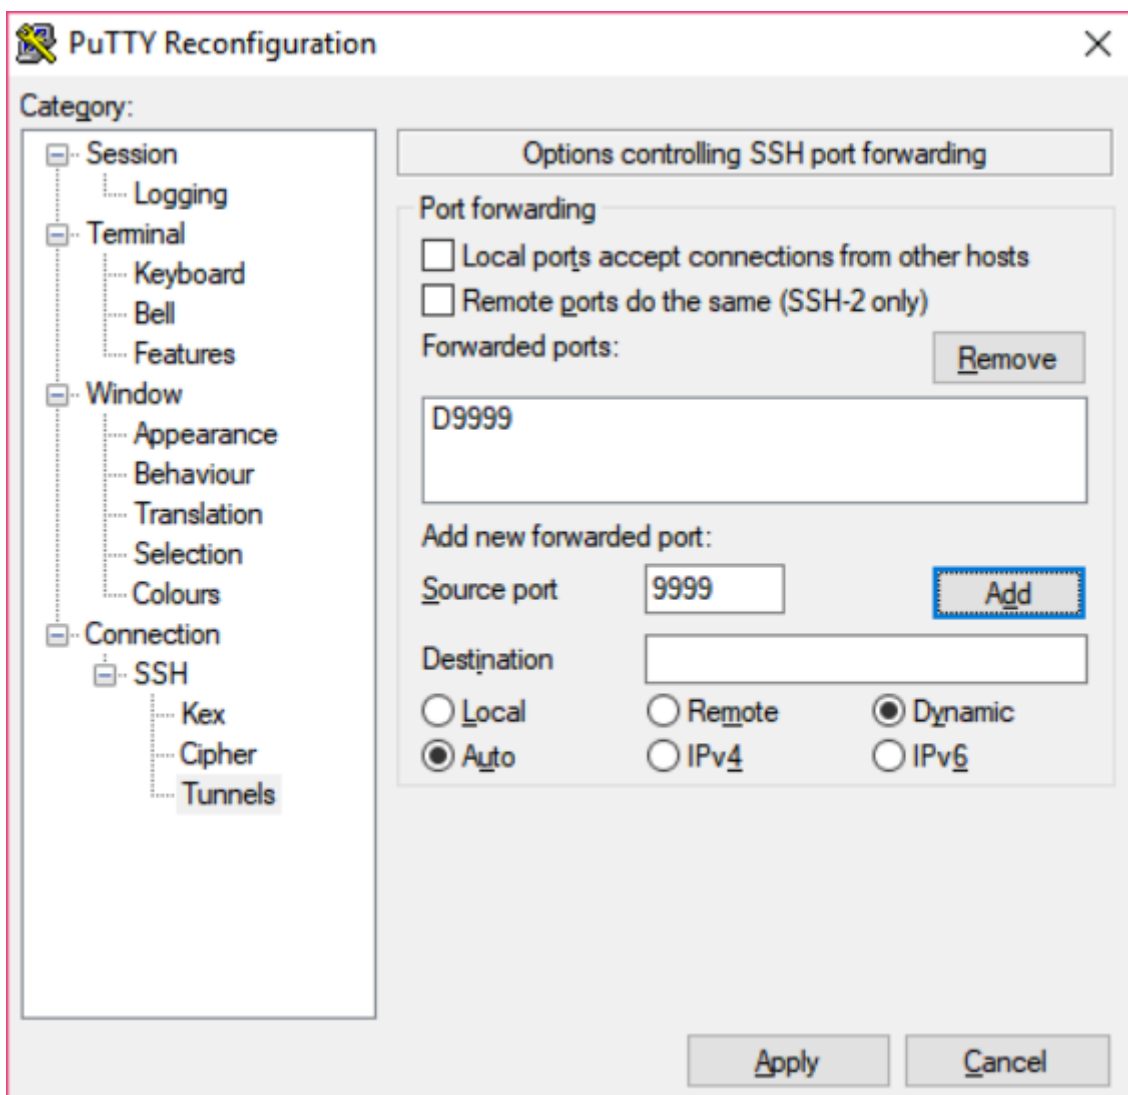 PuTTY Reconfiguration
Category:
Session
Logging
Terminal
Keyboard
Bell
Features
Window
Appearance
Behaviour
Translation
Selection
Colours
Connection
SSH
Kex
Cipher
Tunnels
Options controlling SSH port forwarding
Port forwarding
Local ports accept connections from other hosts
Remote ports do the same (SSH-2 only)
Forwarded ports:
Remove
D9999
Add new forwarded port:
Source port 9999 Add
Destination
Local Remote Dynamic
Auto IPv4 IPv6
Apply Cancel